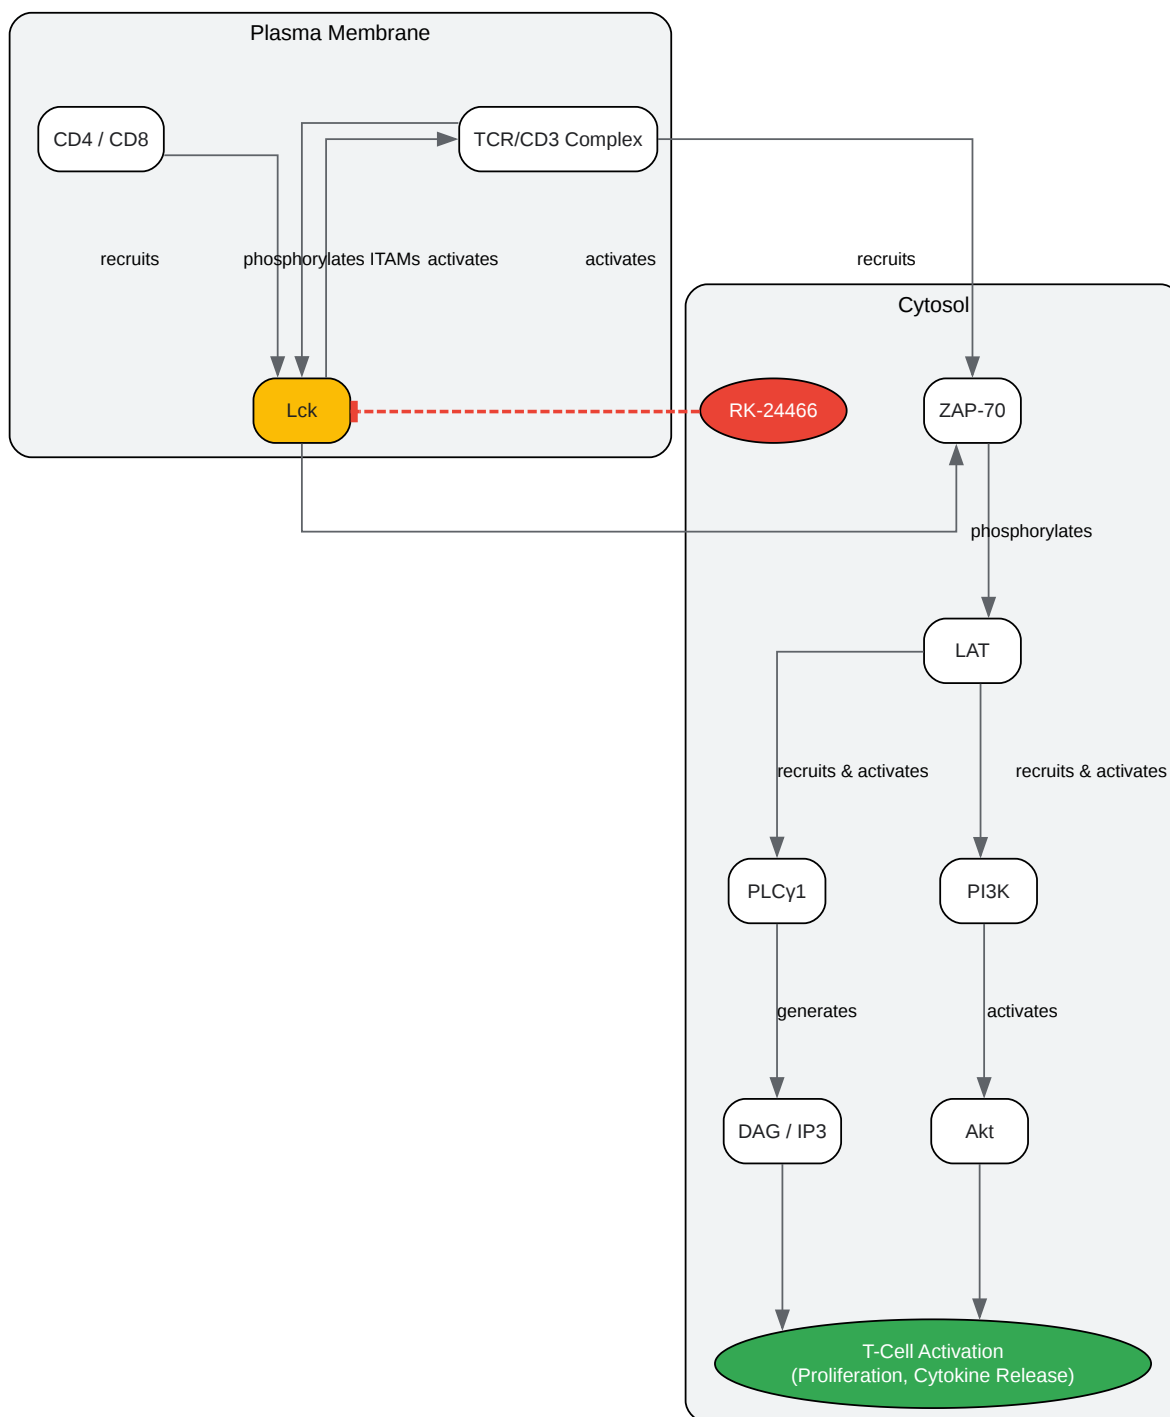 Plasma Membrane
CD4 / CD8
TCR/CD3 Complex
recruits
phosphorylates ITAMs
activates
activates
recruits
Cytosol
Lck
RK-24466
ZAP-70
phosphorylates
LAT
recruits & activates
recruits & activates
PLCγ1
PI3K
generates
activates
DAG / IP3
Akt
T-Cell Activation
(Proliferation, Cytokine Release)